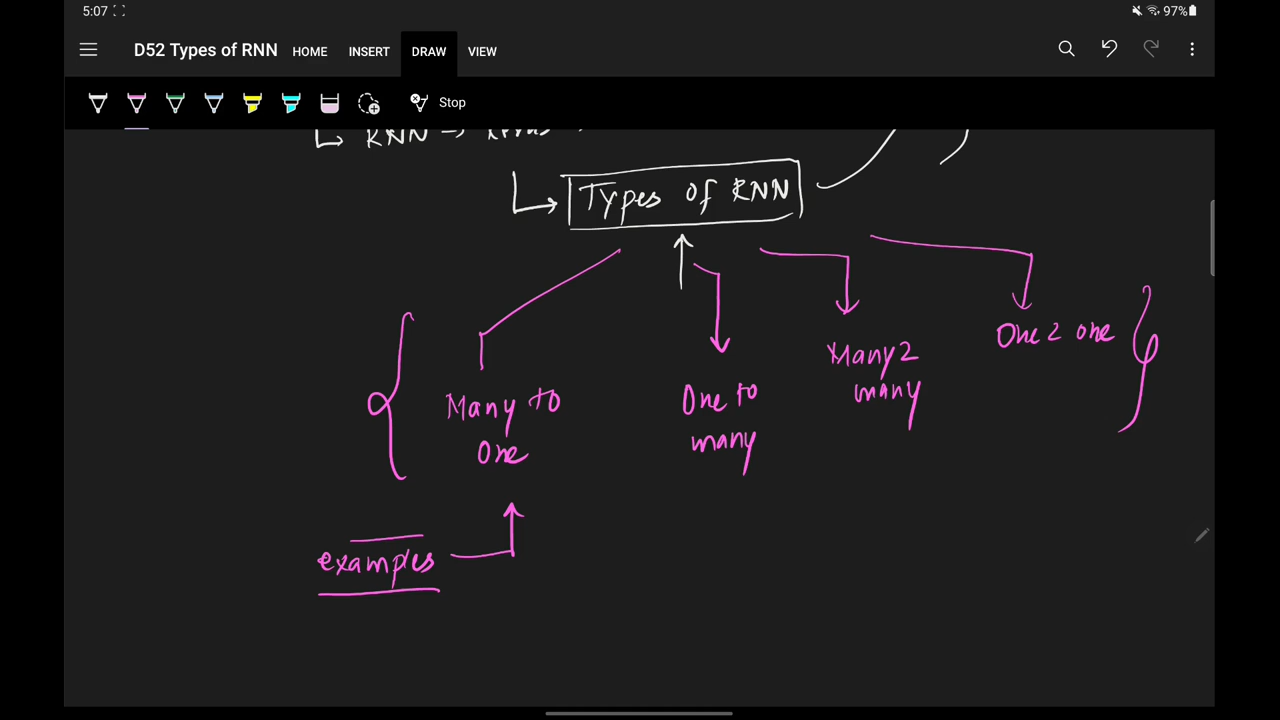 5:07
97%
D52 Types of RNN
HOME
INSERT
DRAW
VIEW
Stop
RNN →
Types of RNN
Many to
one
One to
many
Many 2
many
One 2 one
examples